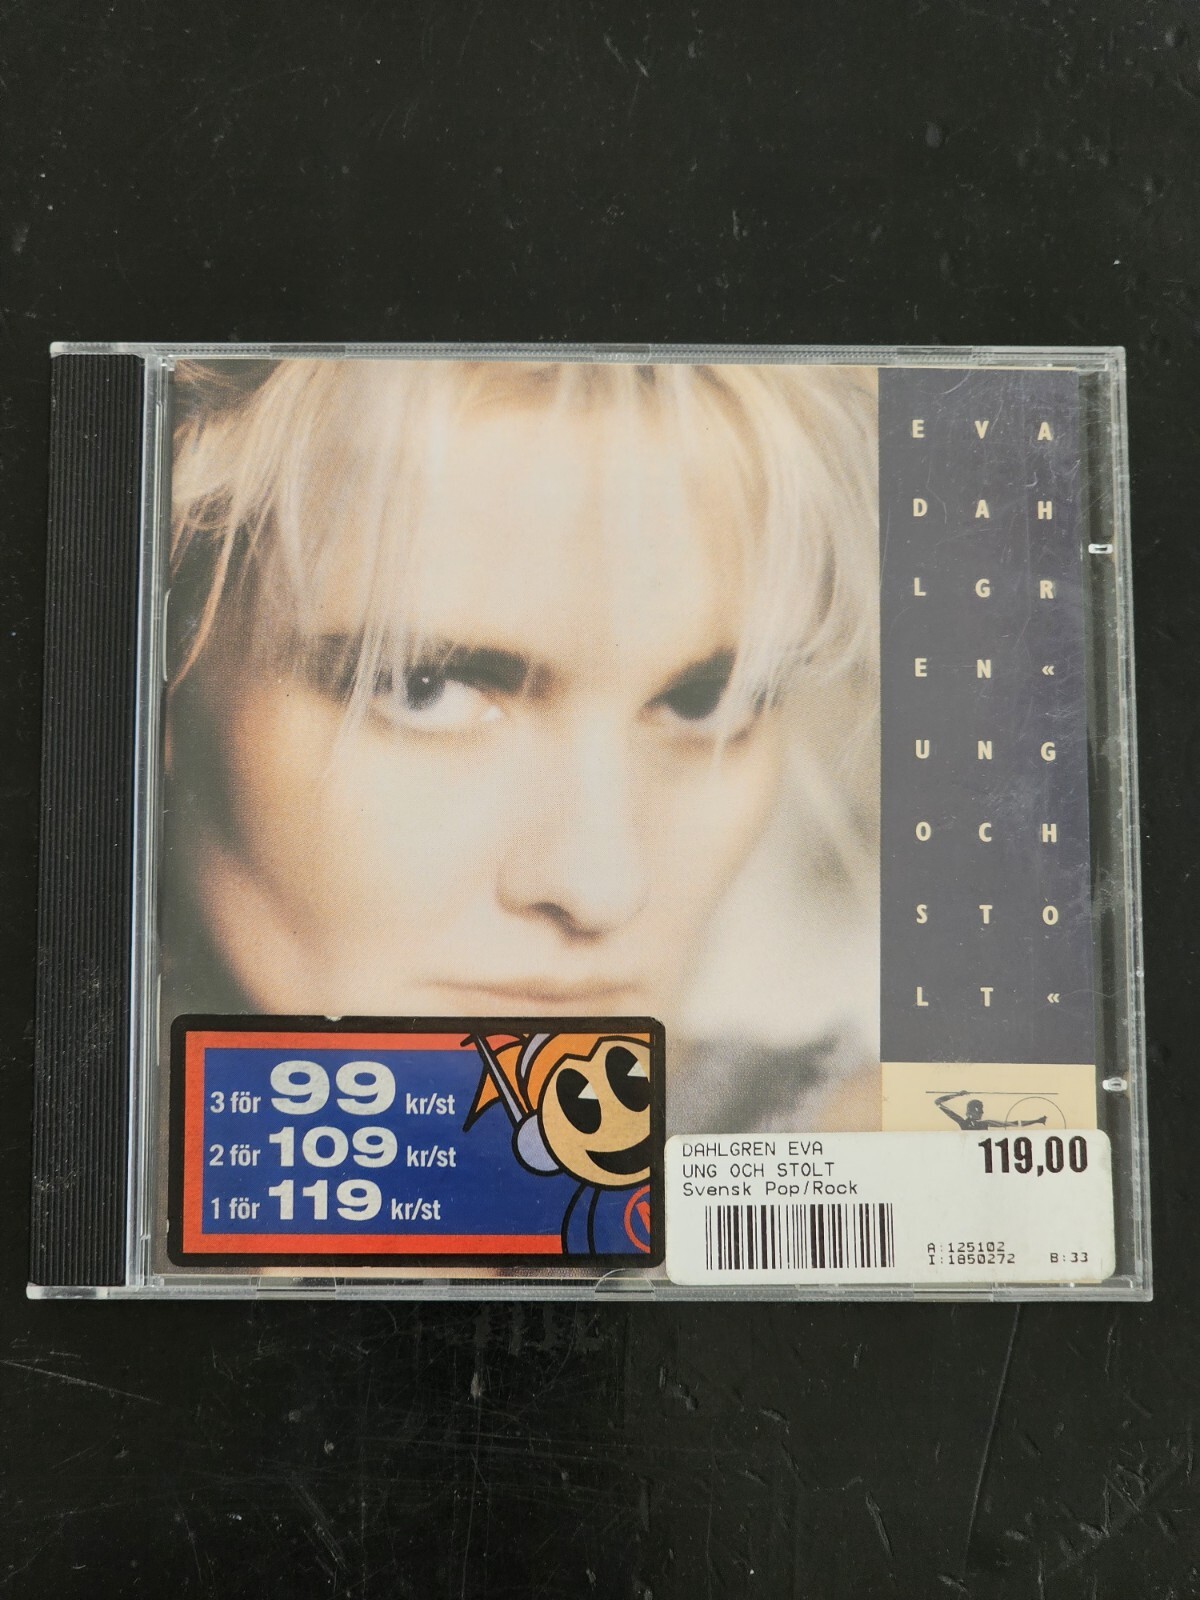 E V A
D A H
L G R
E N «
U N G
O C H
S T O
L T «
3 för 99 kr/st
2 för 109 kr/st
1 för 119 kr/st
DAHLGREN EVA
119,00
UNG OCH STOLT
Svensk Pop/Rock
A:125102
I:1850272 B:33